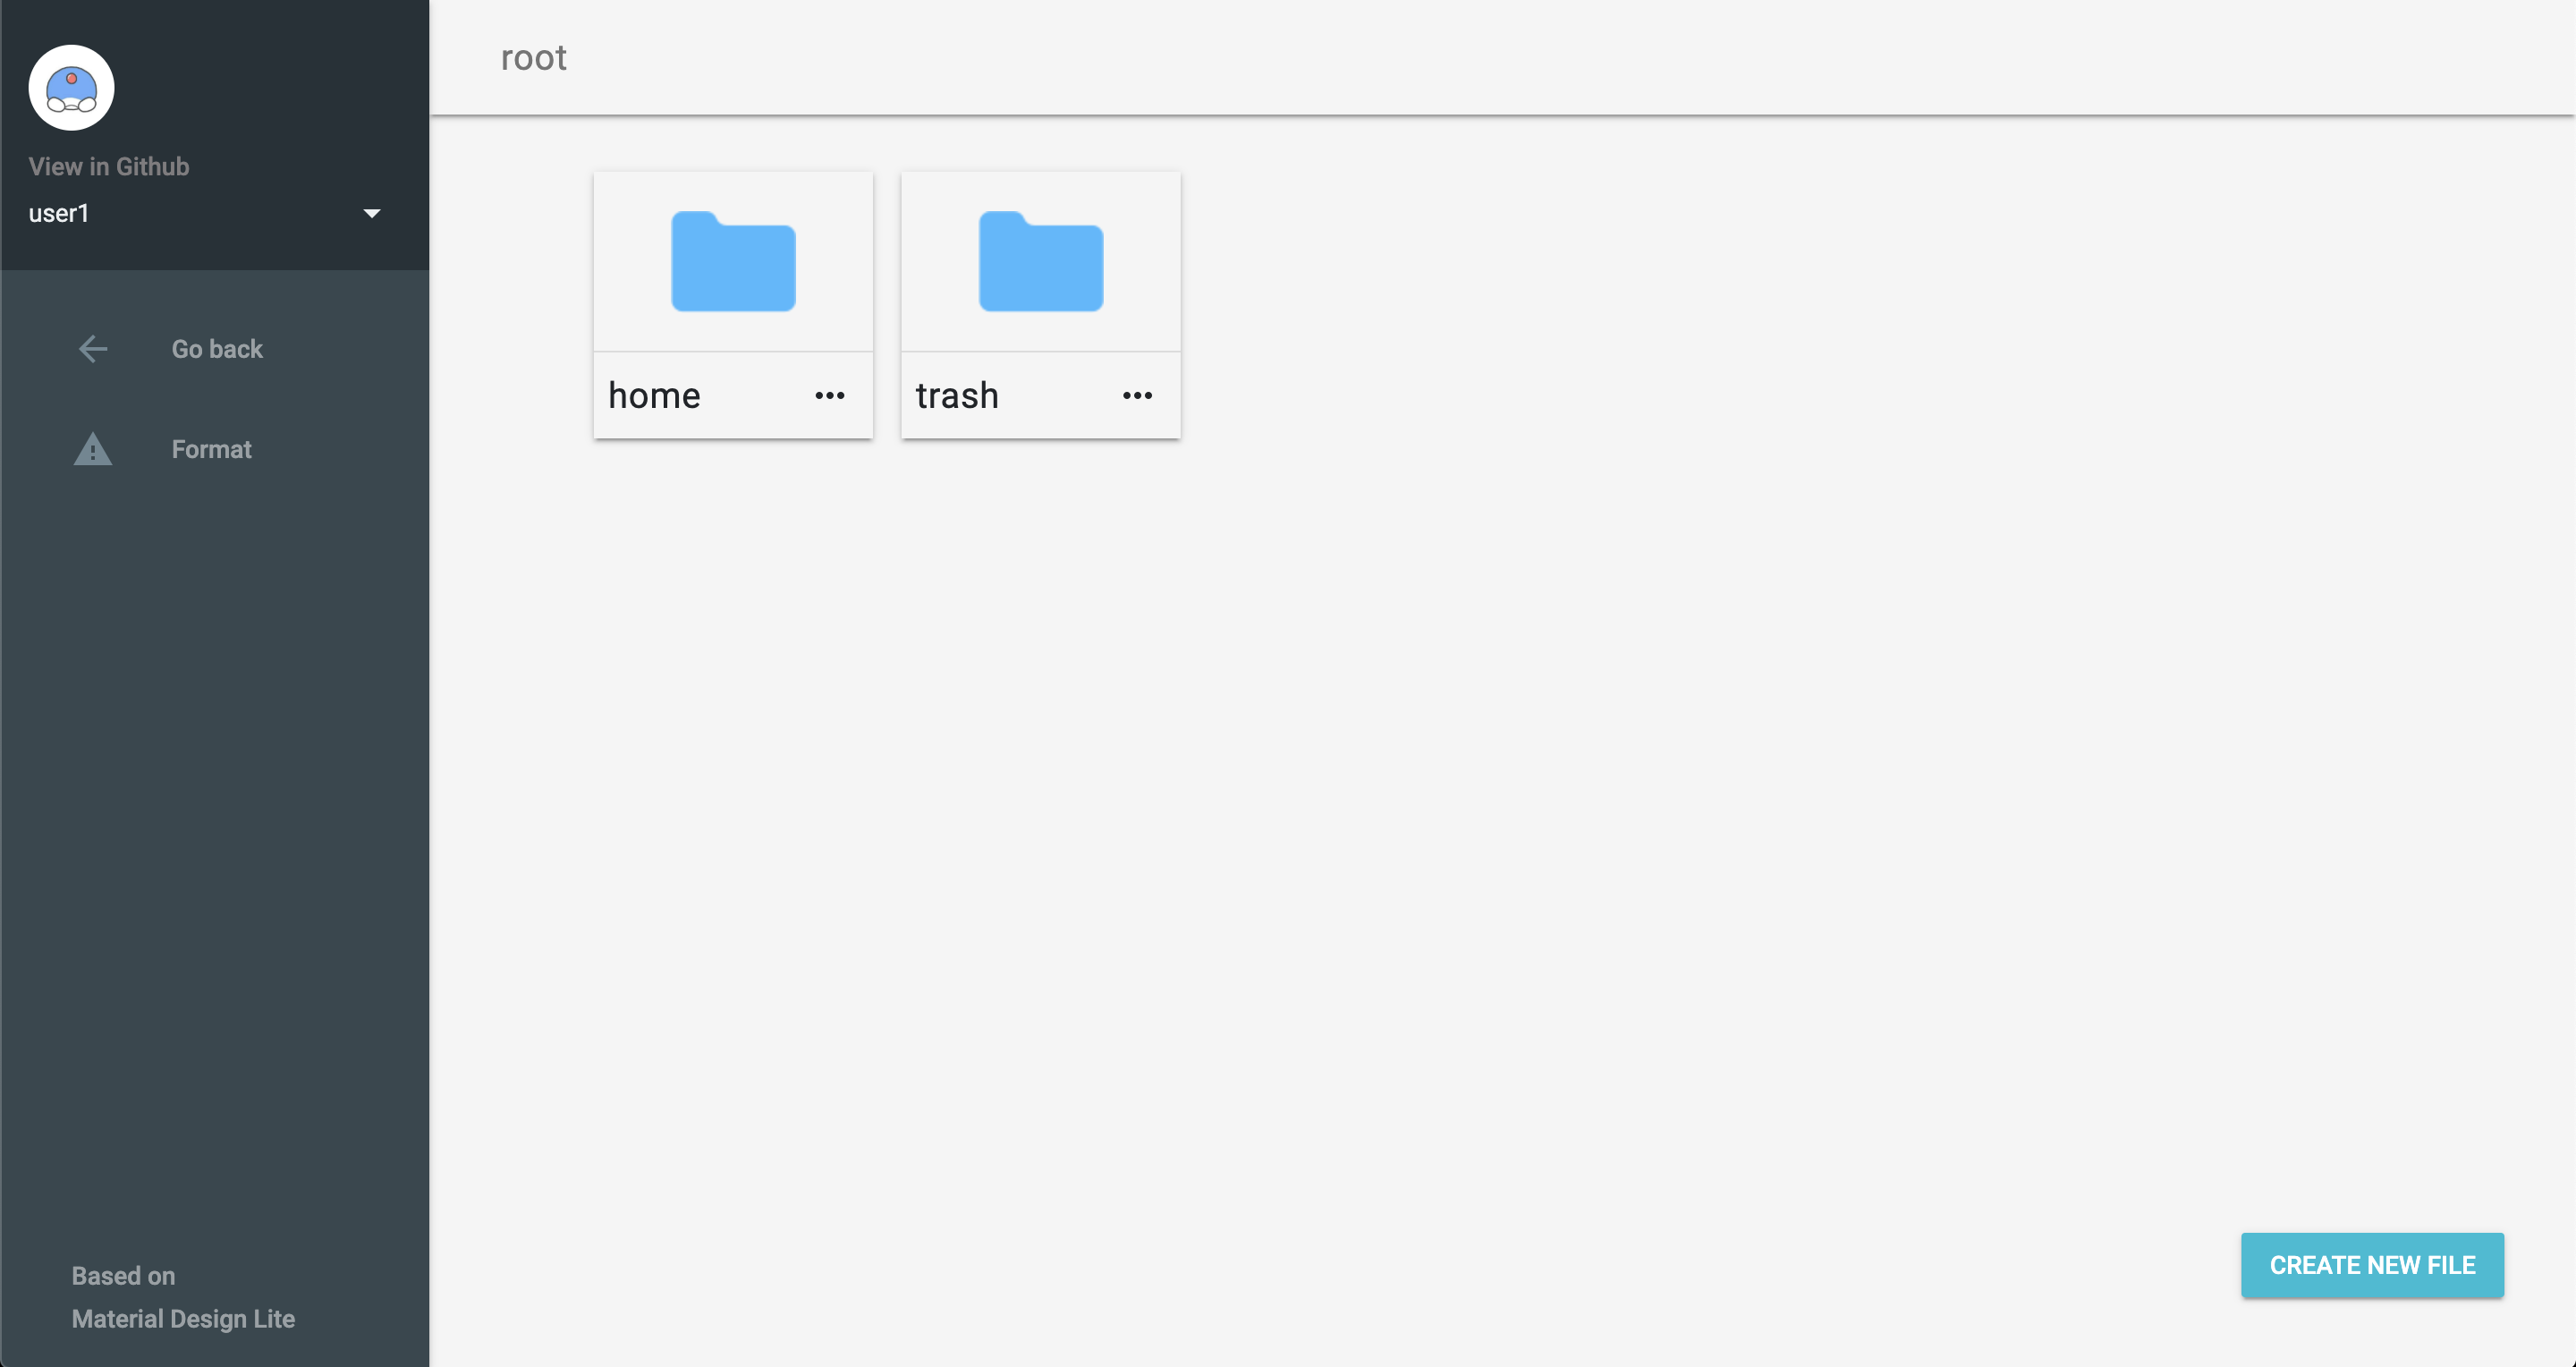 View in Github
user1
Go back
Format
Based on
Material Design Lite
root
home
trash
CREATE NEW FILE